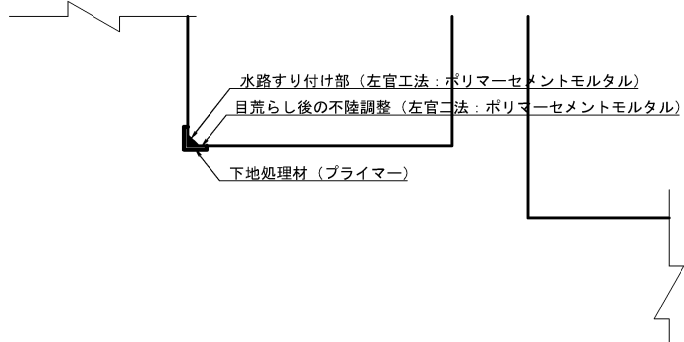 水路すり付け部（左官工法：ポリマーセメントモルタル）
目荒らし後の不陸調整（左官工法：ポリマーセメントモルタル）
下地処理材（プライマー）